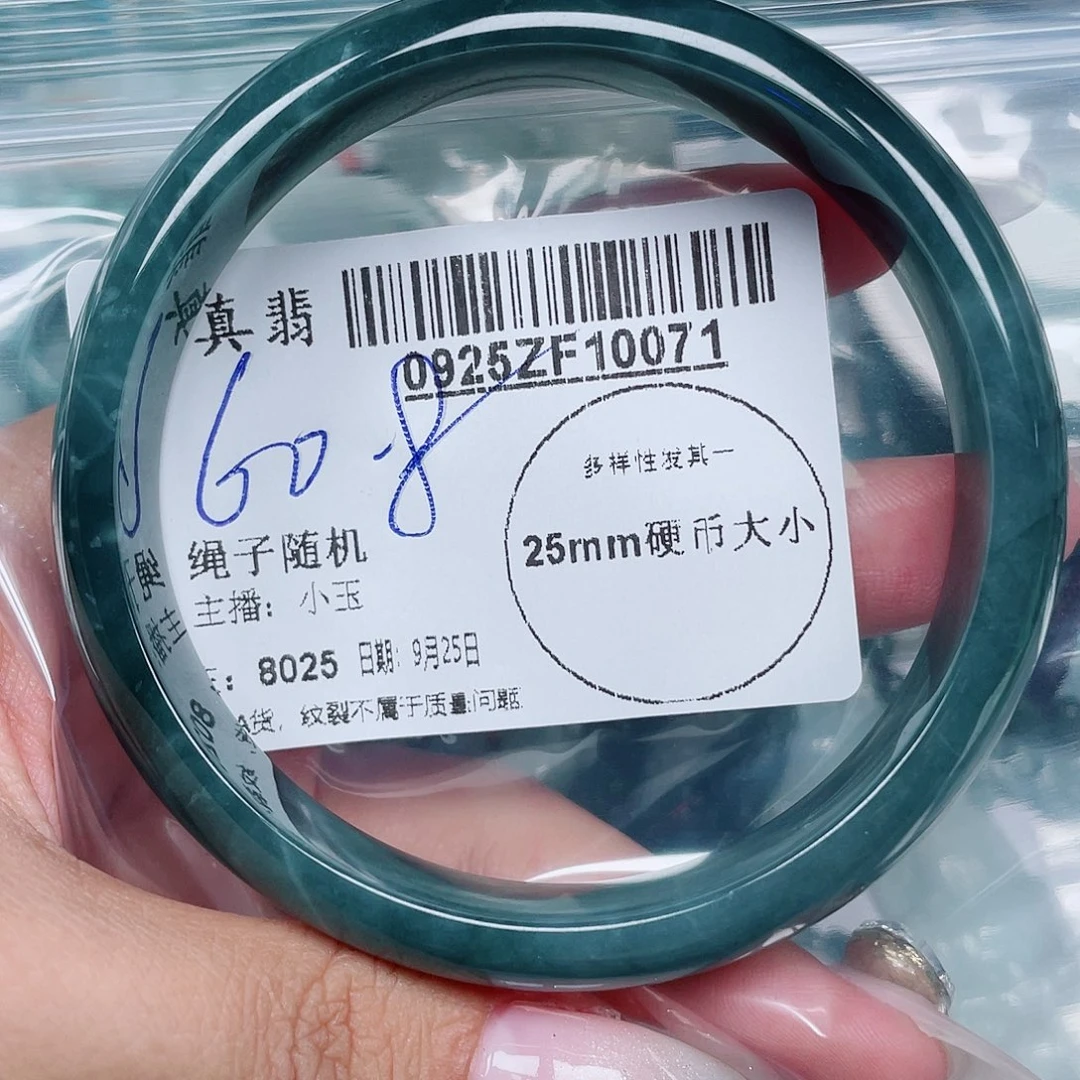 真翡
0925ZF10071
60.8
多样性发其一
25mm硬币大小
绳子随机
主播：小玉
：8025 日期：9月25日
货，纹裂不属于质量问题